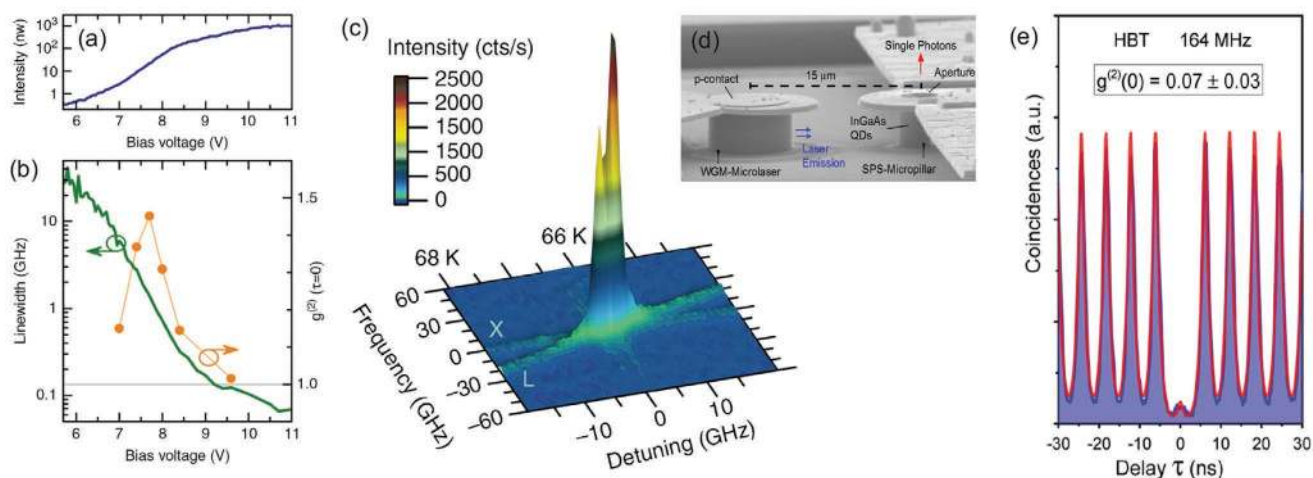 (a)
Intensity (nw)
10³
10²
10
1
6 7 8 9 10 11
Bias voltage (V)
(b)
Linewidth (GHz)
10
1
0.1
1.5
1.0
g⁽²⁾ (τ=0)
6 7 8 9 10 11
Bias voltage (V)
(c)
Intensity (cts/s)
2500
2000
1500
1000
500
0
68 K
66 K
60
30
0
−30
−60
Frequency (GHz)
X
L
−10
0
10
Detuning (GHz)
(d)
Single Photons
15 µm
Aperture
p-contact
InGaAs
QDs
Laser
Emission
WGM-Microlaser
SPS-Micropillar
(e)
HBT 164 MHz
g⁽²⁾(0) = 0.07 ± 0.03
Coincidences (a.u.)
-30 -20 -10 0 10 20 30
Delay τ (ns)